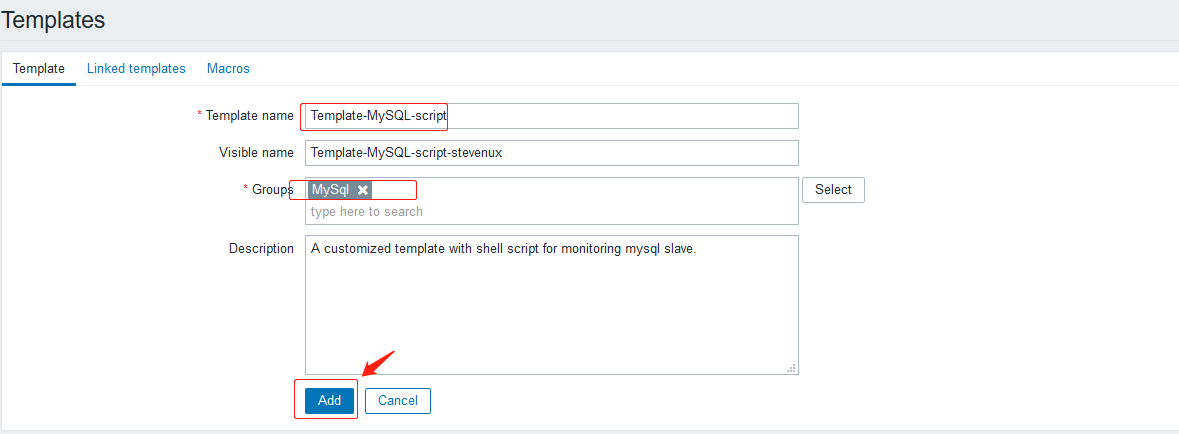 Templates
Template Linked templates Macros
* Template name Template-MySQL-script
Visible name Template-MySQL-script-stevenux
* Groups MySql ✖ Select
type here to search
Description A customized template with shell script for monitoring mysql slave.
Add Cancel